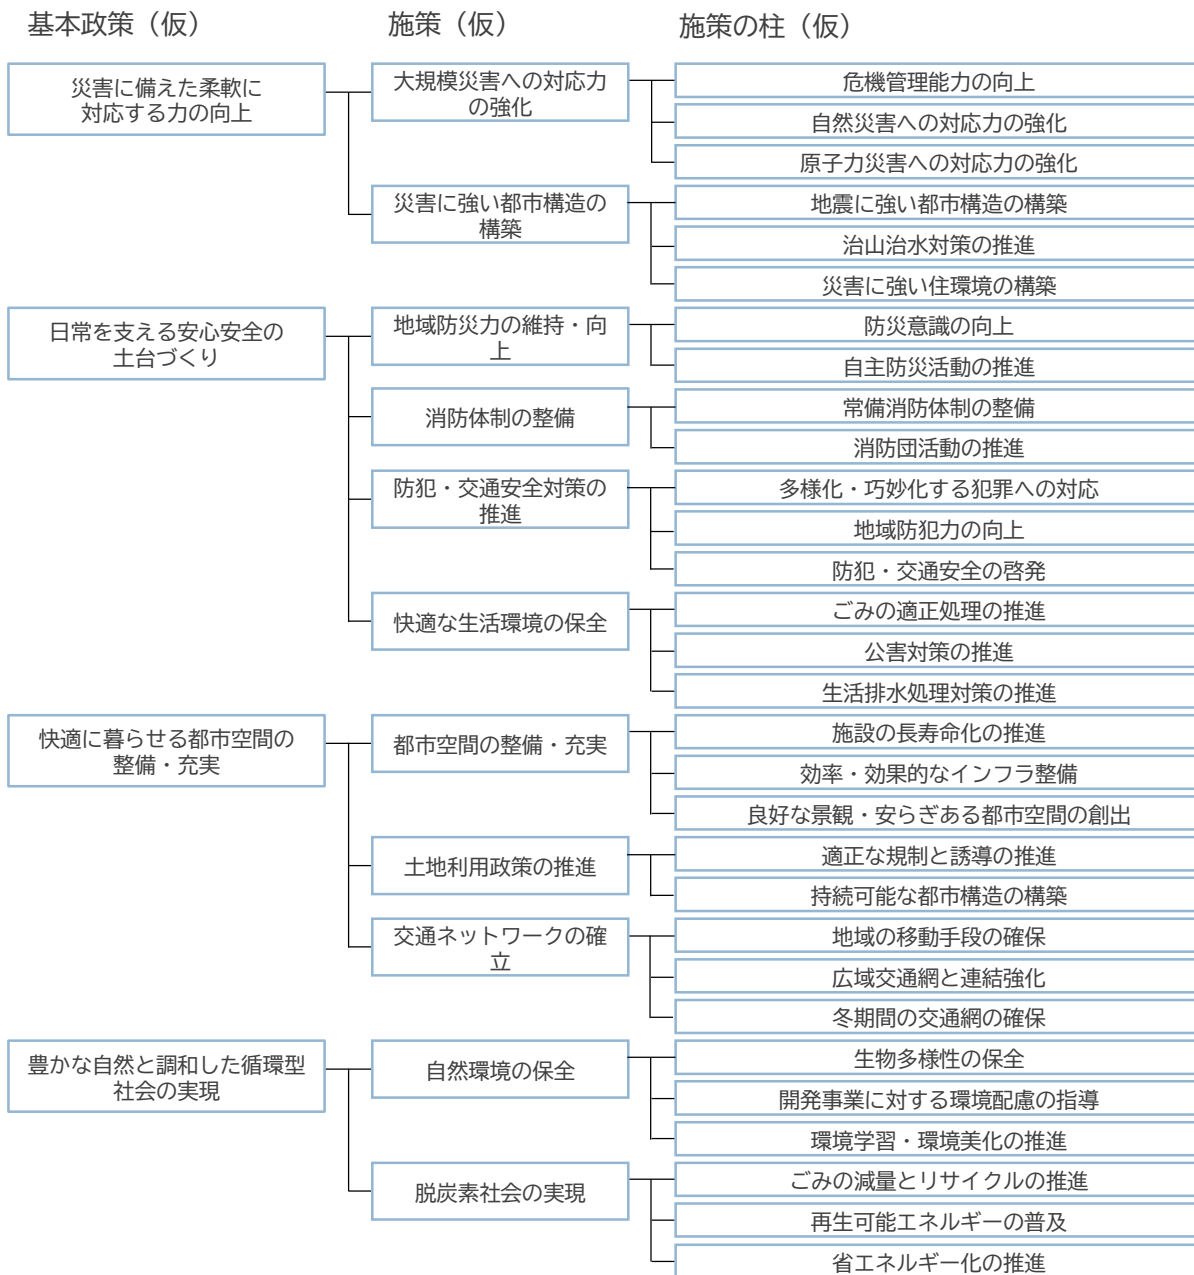 基本政策（仮）
施策（仮）
施策の柱（仮）
災害に備えた柔軟に
対応する力の向上
大規模災害への対応力
の強化
危機管理能力の向上
自然災害への対応力の強化
原子力災害への対応力の強化
災害に強い都市構造の
構築
地震に強い都市構造の構築
治山治水対策の推進
災害に強い住環境の構築
日常を支える安心安全の
土台づくり
地域防災力の維持・向
上
防災意識の向上
自主防災活動の推進
消防体制の整備
常備消防体制の整備
消防団活動の推進
防犯・交通安全対策の
推進
多様化・巧妙化する犯罪への対応
地域防犯力の向上
防犯・交通安全の啓発
快適な生活環境の保全
ごみの適正処理の推進
公害対策の推進
生活排水処理対策の推進
快適に暮らせる都市空間の
整備・充実
都市空間の整備・充実
施設の長寿命化の推進
効率・効果的なインフラ整備
良好な景観・安らぎある都市空間の創出
土地利用政策の推進
適正な規制と誘導の推進
持続可能な都市構造の構築
交通ネットワークの確
立
地域の移動手段の確保
広域交通網と連結強化
冬期間の交通網の確保
豊かな自然と調和した循環型
社会の実現
自然環境の保全
生物多様性の保全
開発事業に対する環境配慮の指導
環境学習・環境美化の推進
脱炭素社会の実現
ごみの減量とリサイクルの推進
再生可能エネルギーの普及
省エネルギー化の推進